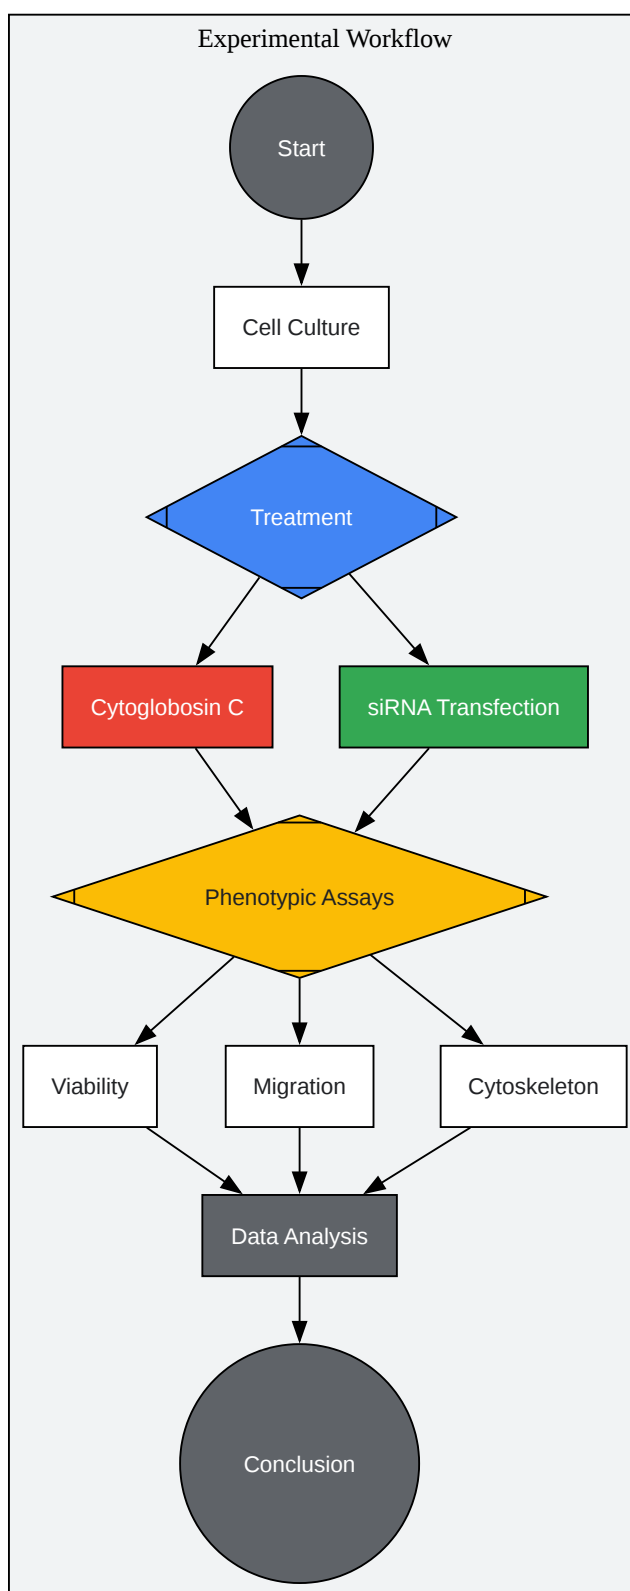 Experimental Workflow
Start
Cell Culture
Treatment
Cytoglobosin C
siRNA Transfection
Phenotypic Assays
Viability
Migration
Cytoskeleton
Data Analysis
Conclusion